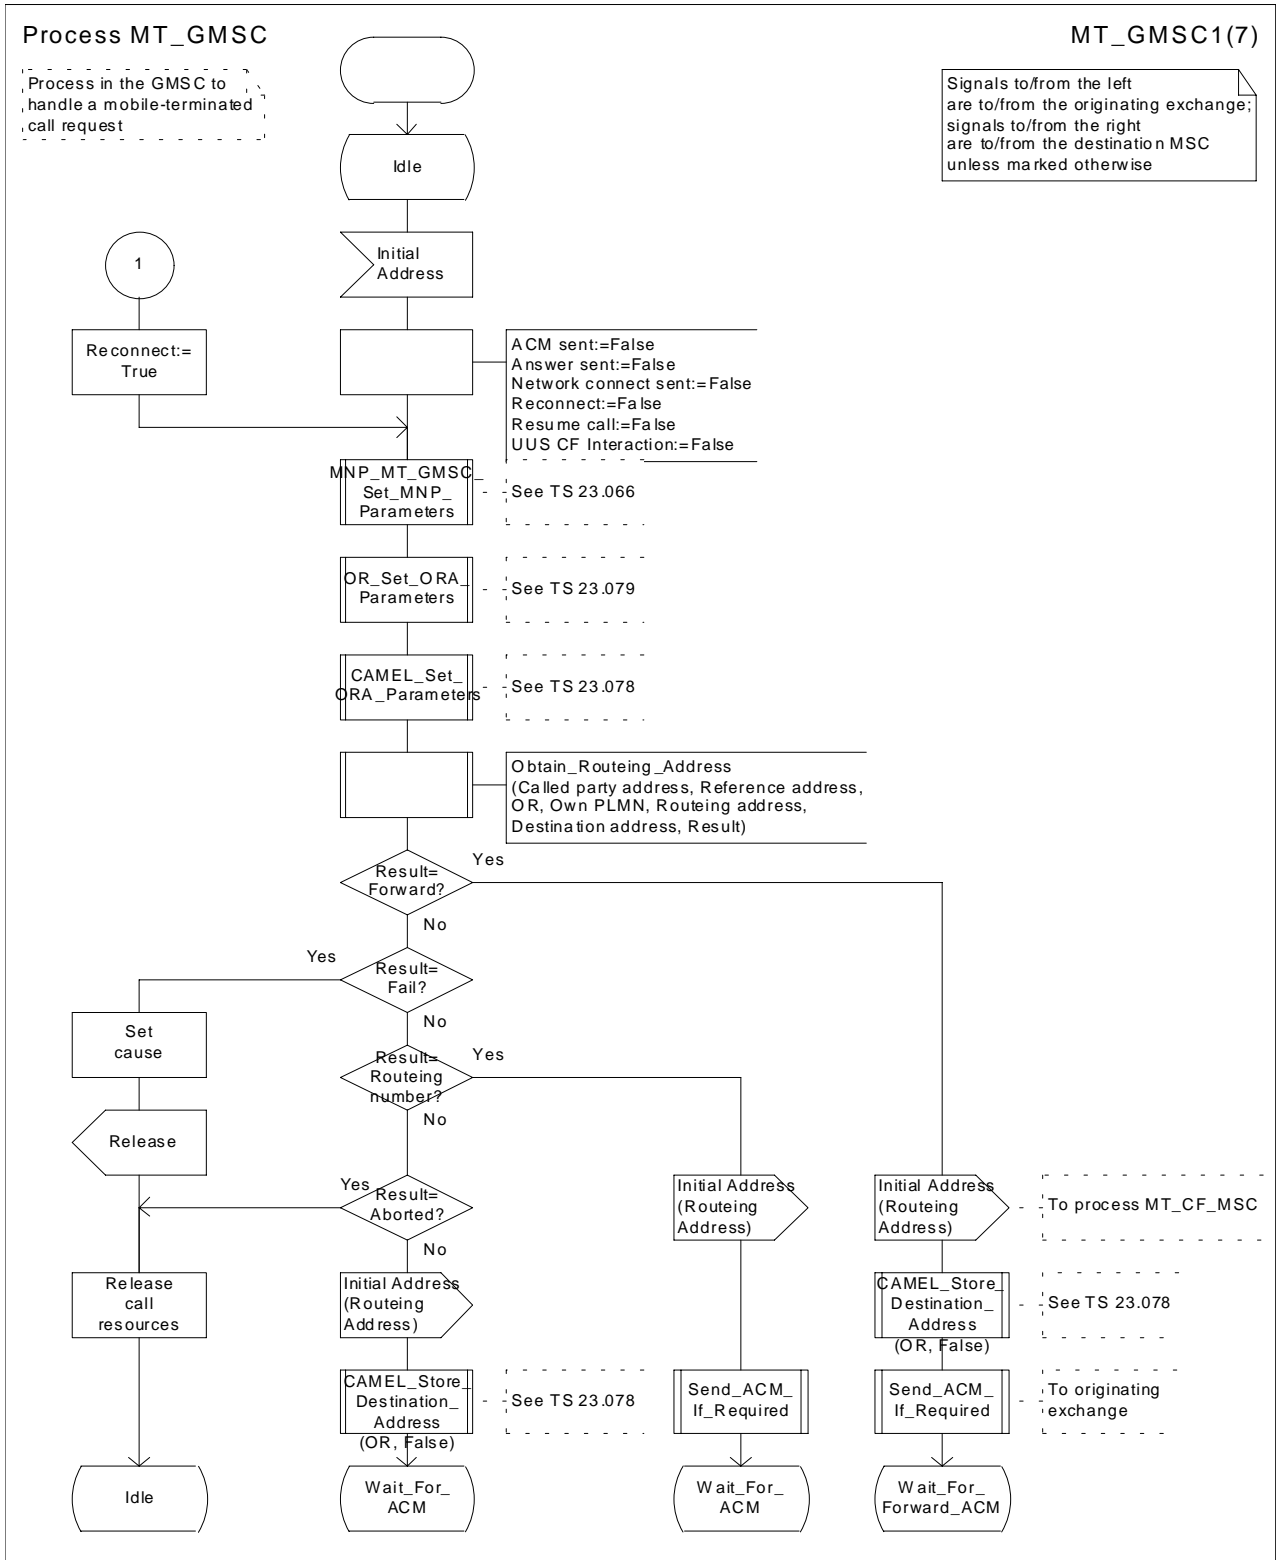 Process MT_GMSC
MT_GMSC1(7)
Process in the GMSC to
handle a mobile-terminated
call request
Signals to/from the left
are to/from the originating exchange;
signals to/from the right
are to/from the destination MSC
unless marked otherwise
Idle
Initial
Address
1
Reconnect:=
True
ACM sent:=False
Answer sent:=False
Network connect sent:=False
Reconnect:=False
Resume call:=False
UUS CF Interaction:=False
MNP_MT_GMSC_
Set_MNP_
Parameters
See TS 23.066
OR_Set_ORA_
Parameters
See TS 23.079
CAMEL_Set_
ORA_Parameters
See TS 23.078
Obtain_Routeing_Address
(Called party address, Reference address,
OR, Own PLMN, Routeing address,
Destination address, Result)
Result=
Forward?
Yes
No
Yes
Result=
Fail?
No
Set
cause
Result=
Routeing
number?
Yes
No
Release
Yes
Result=
Aborted?
No
Initial Address
(Routeing
Address)
Initial Address
(Routeing
Address)
To process MT_CF_MSC
Release
call
resources
Initial Address
(Routeing
Address)
CAMEL_Store_
Destination_
Address
(OR, False)
See TS 23.078
CAMEL_Store_
Destination_
Address
(OR, False)
See TS 23.078
Send_ACM_
If_Required
Send_ACM_
If_Required
To originating
exchange
Idle
Wait_For_
ACM
Wait_For_
ACM
Wait_For_
Forward_ACM